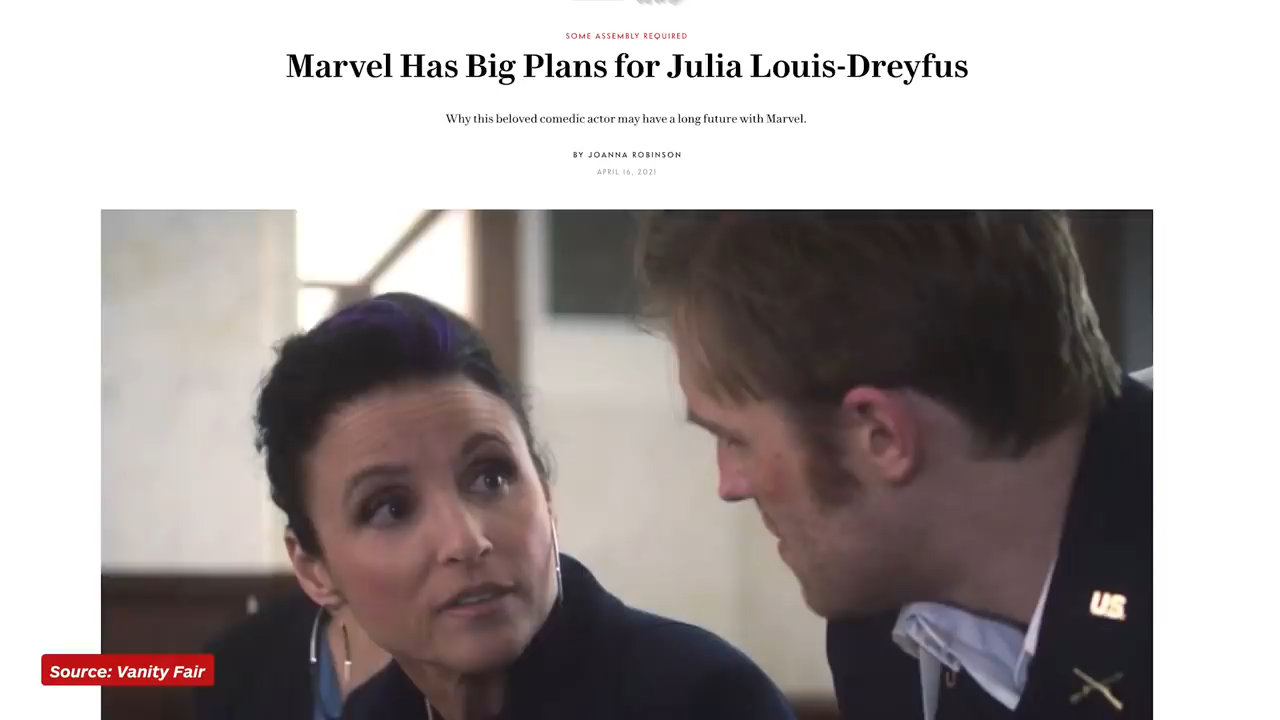 SOME ASSEMBLY REQUIRED
Marvel Has Big Plans for Julia Louis-Dreyfus
Why this beloved comedic actor may have a long future with Marvel.
BY JOANNA ROBINSON
APRIL 16, 2021
US
Source: Vanity Fair